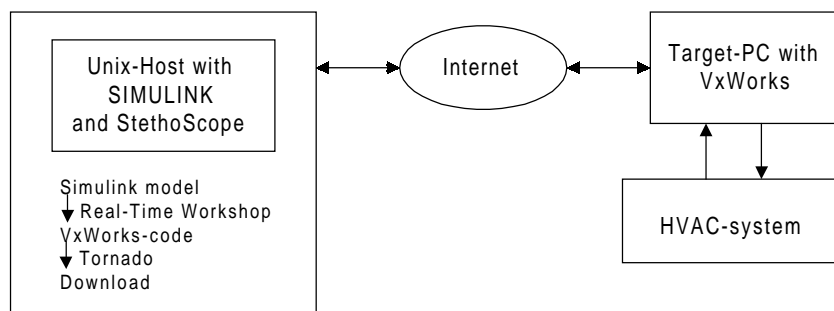 Unix-Host with
SIMULINK
and StethoScope
Simulink model
Real-Time Workshop
VxWorks-code
Tornado
Download
Internet
Target-PC with
VxWorks
HVAC-system